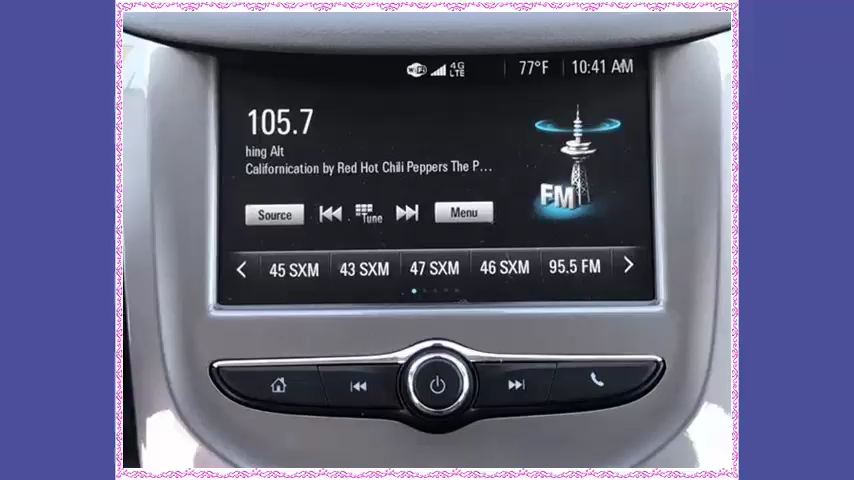 WiFi 4G LTE 77°F 10:41 AM
105.7
hing Alt
Californication by Red Hot Chili Peppers The P...
FM
Source Tune Menu
45 SXM 43 SXM 47 SXM 46 SXM 95.5 FM